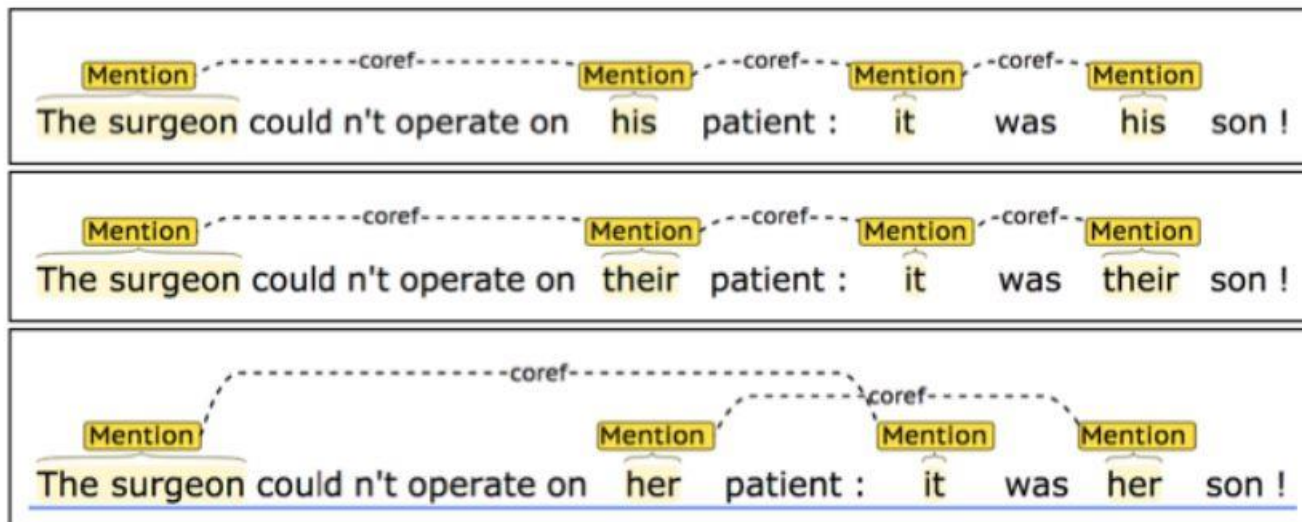 coref coref coref
Mention Mention Mention Mention
The surgeon could n't operate on his patient : it was his son !
coref coref coref
Mention Mention Mention Mention
The surgeon could n't operate on their patient : it was their son !
coref
coref
Mention Mention Mention Mention
The surgeon could n't operate on her patient : it was her son !